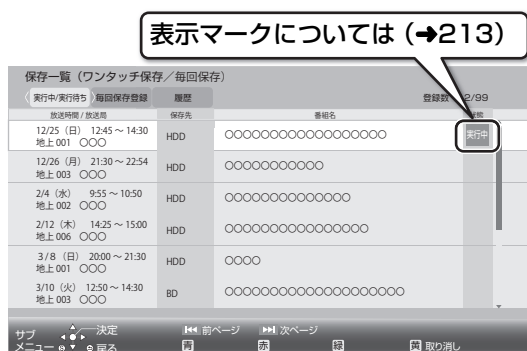 表示マークについては (➔213)
保存一覧（ワンタッチ保存／毎回保存）
実行中/実行待ち 毎回保存登録 履歴 登録数 2/99
放送時間 / 放送局 保存先 番組名
12/25（日） 12:45 ～ 14:30
地上 001 〇〇〇
HDD 〇〇〇〇〇〇〇〇〇〇〇〇〇〇〇〇〇〇 実行中
12/26（月） 21:30 ～ 22:54
地上 003 〇〇〇
HDD 〇〇〇〇〇〇〇〇〇〇〇
2/4（水） 9:55 ～ 10:50
地上 002 〇〇〇
HDD 〇〇〇〇〇〇〇〇〇〇〇〇〇〇
2/12（木） 14:25 ～ 15:00
地上 006 〇〇〇
HDD 〇〇〇〇〇〇〇〇〇〇〇〇〇〇〇〇
3/8（日） 20:00 ～ 21:30
地上 001 〇〇〇
HDD 〇〇〇〇
3/10（火） 12:50 ～ 14:30
地上 003 〇〇〇
BD 〇〇〇〇〇〇〇〇〇〇〇〇〇〇〇〇〇〇〇〇
サブ
メニュー
決定
戻る
前ページ 次ページ
青 赤 緑 黄 取り消し